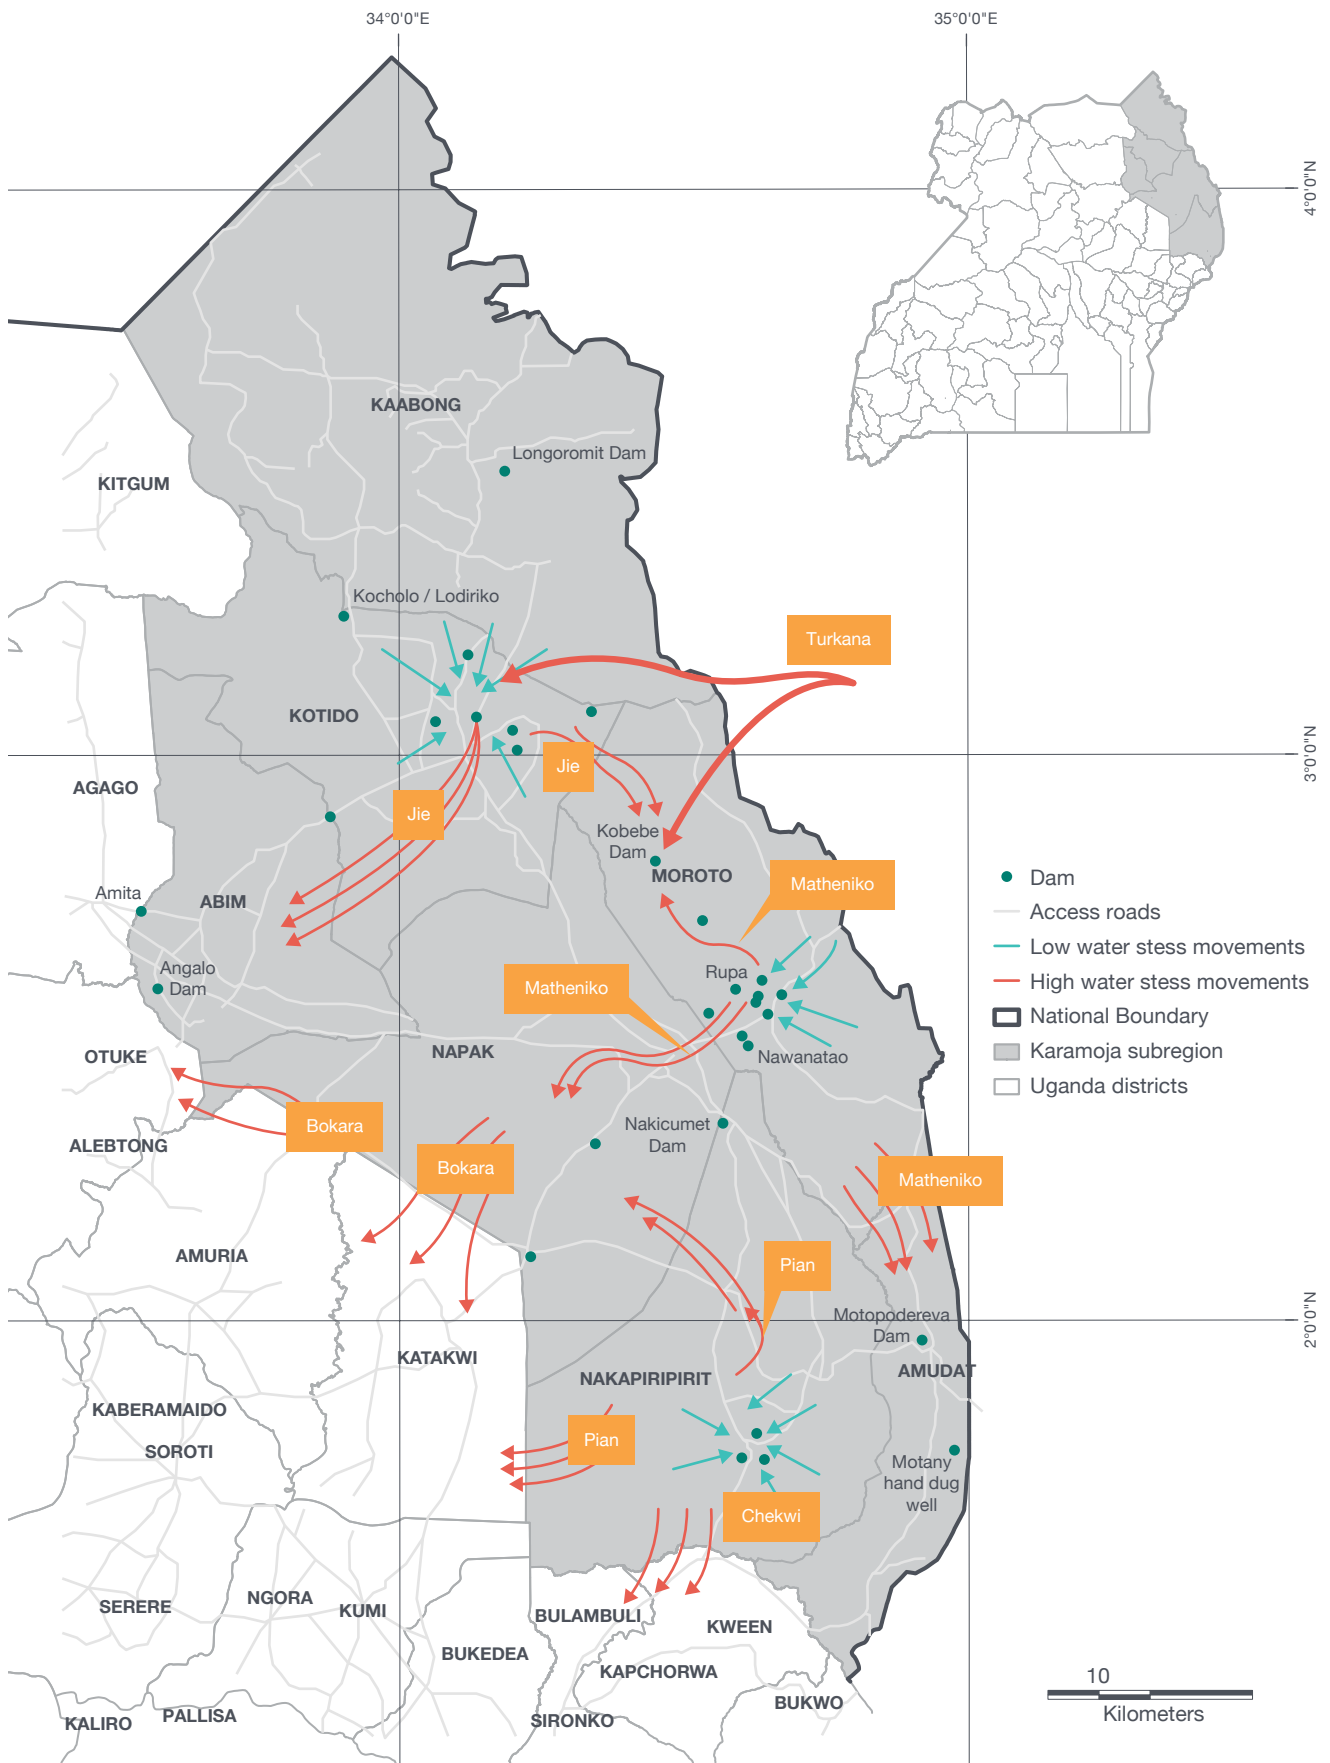 34°0'0"E
35°0'0"E
4°0'0"N
KAABONG
Longoromit Dam
KITGUM
Kocholo / Lodiriko
Turkana
KOTIDO
3°0'0"N
Jie
AGAGO
Jie
Kobebe
Dam
MOROTO
Matheniko
Amita
ABIM
Dam
Access roads
Low water stess movements
High water stess movements
National Boundary
Karamoja subregion
Uganda districts
Angalo
Dam
Rupa
Matheniko
OTUKE
NAPAK
Nawanatao
Bokara
Nakicumet
Dam
ALEBTONG
Bokara
Matheniko
AMURIA
Pian
Motopodereva
Dam
2°0'0"N
KATAKWI
NAKAPIRIPIRIT
AMUDAT
KABERAMAIDO
SOROTI
Pian
Motany
hand dug
well
Chekwi
SERERE
NGORA
KUMI
BULAMBULI
KWEEN
BUKEDEA
KAPCHORWA
BUKWO
10
Kilometers
KALIRO
PALLISA
SIRONKO